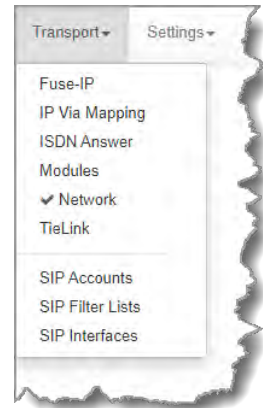 Transport Settings
Fuse-IP
IP Via Mapping
ISDN Answer
Modules
✔ Network
TieLink
SIP Accounts
SIP Filter Lists
SIP Interfaces